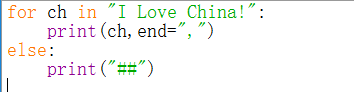 for ch in "I Love China!":
    print(ch,end=",")
else:
    print("##")